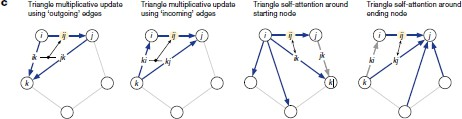 c
Triangle multiplicative update
using 'outgoing' edges
Triangle multiplicative update
using 'incoming' edges
Triangle self-attention around
starting node
Triangle self-attention around
ending node
i
ij
j
ik
jk
k
i
ij
j
ki
kj
k
i
ij
j
ik
jk
k
i
ij
j
ki
kj
k